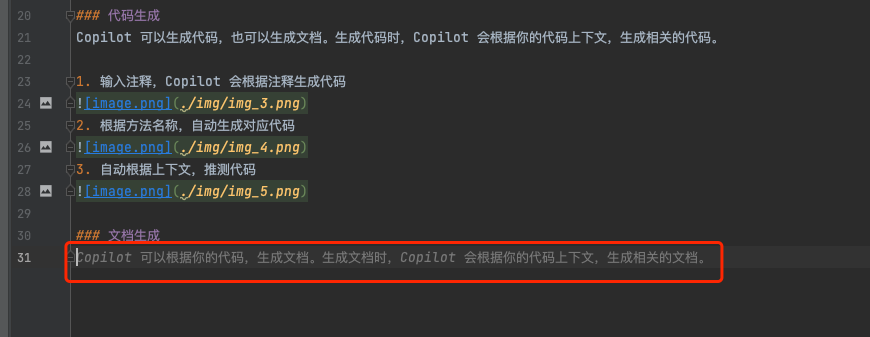 20 ### 代码生成
21 Copilot 可以生成代码，也可以生成文档。生成代码时，Copilot 会根据你的代码上下文，生成相关的代码。
22
23 1. 输入注释，Copilot 会根据注释生成代码
24 ![image.png](./img/img_3.png)
25 2. 根据方法名称，自动生成对应代码
26 ![image.png](./img/img_4.png)
27 3. 自动根据上下文，推测代码
28 ![image.png](./img/img_5.png)
29
30 ### 文档生成
31 Copilot 可以根据你的代码，生成文档。生成文档时，Copilot 会根据你的代码上下文，生成相关的文档。